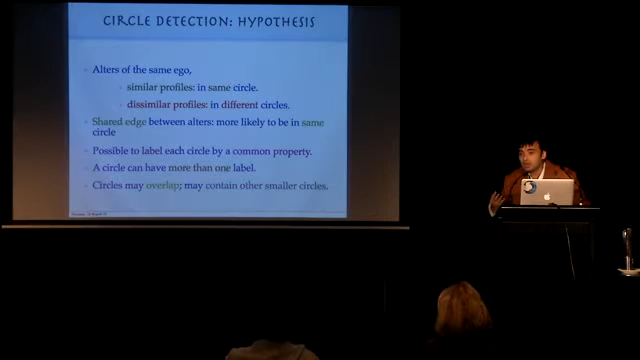 CIRCLE DETECTION: HYPOTHESIS
Alters of the same ego,
similar profiles: in same circle.
dissimilar profiles: in different circles.
Shared edge between alters: more likely to be in same
circle
Possible to label each circle by a common property.
A circle can have more than one label.
Circles may overlap; may contain other smaller circles.